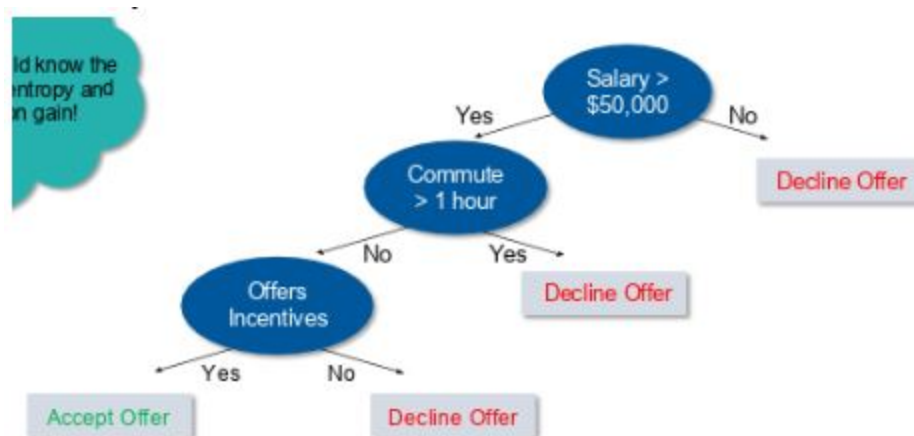 ld know the
entropy and
on gain!
Salary >
$50,000
Yes
No
Commute
> 1 hour
Decline Offer
No
Yes
Offers
Incentives
Decline Offer
Yes
No
Accept Offer
Decline Offer